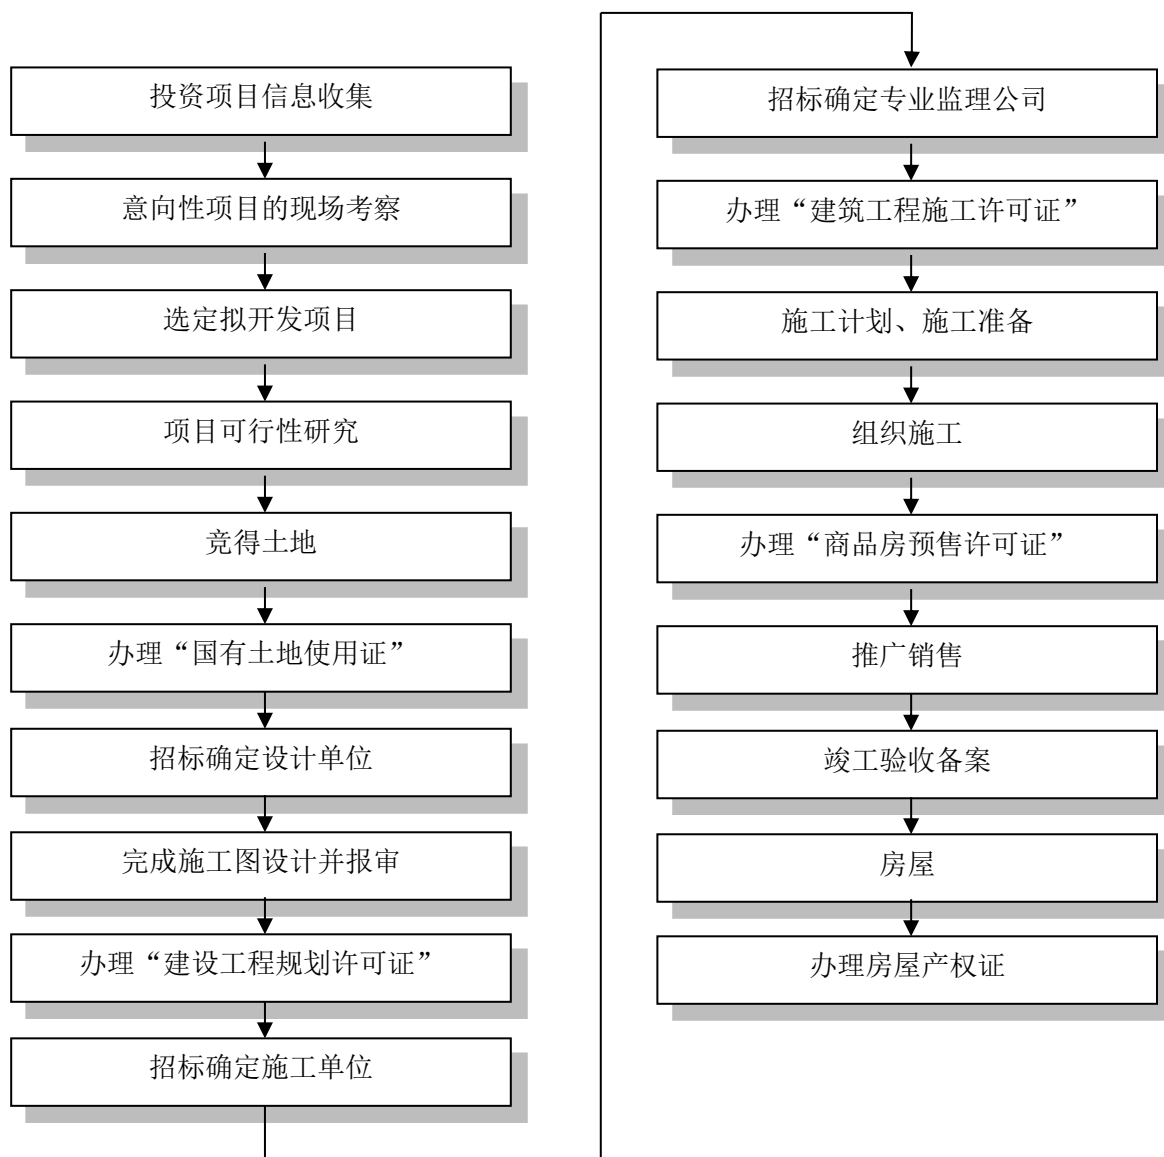 投资项目信息收集
意向性项目的现场考察
选定拟开发项目
项目可行性研究
竞得土地
办理“国有土地使用证”
招标确定设计单位
完成施工图设计并报审
办理“建设工程规划许可证”
招标确定施工单位
招标确定专业监理公司
办理“建筑工程施工许可证”
施工计划、施工准备
组织施工
办理“商品房预售许可证”
推广销售
竣工验收备案
房屋
办理房屋产权证